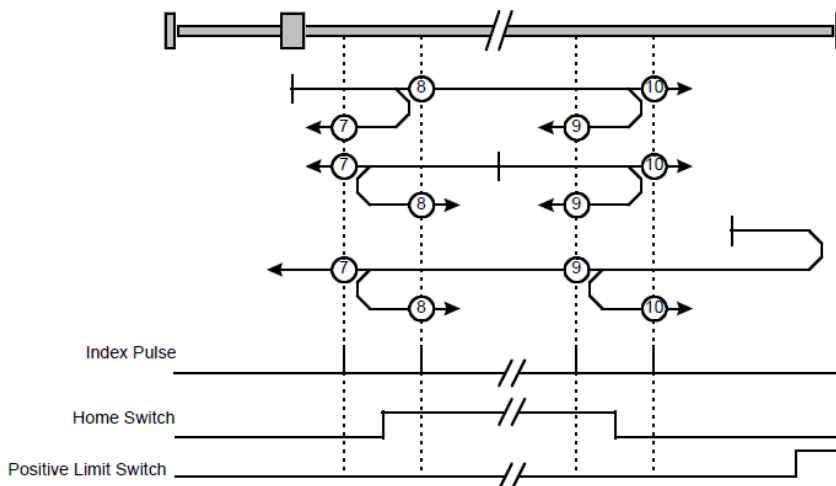 8 10
7 9
7 10
8 9
7 9
8 10
Index Pulse
Home Switch
Positive Limit Switch